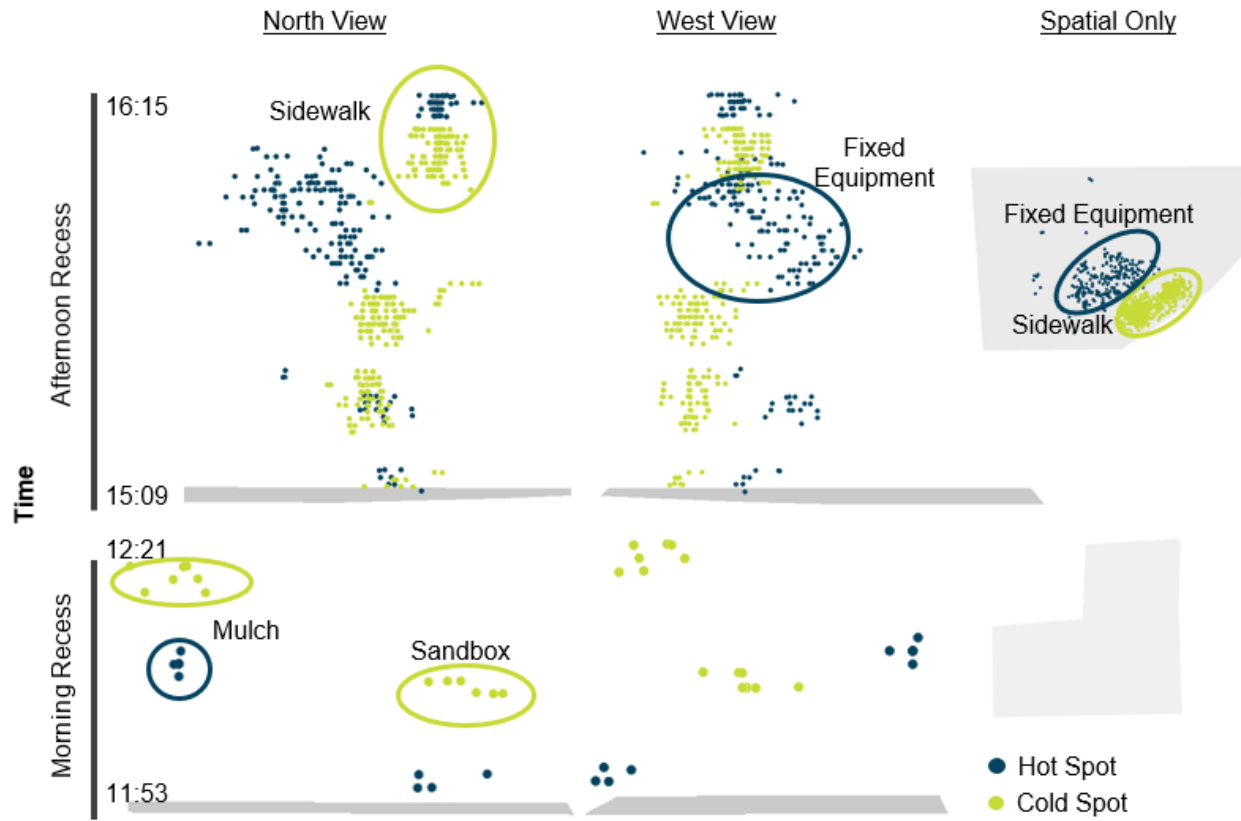 North View
West View
Spatial Only
16:15
Sidewalk
Fixed
Equipment
Fixed Equipment
Sidewalk
Afternoon Recess
15:09
Time
12:21
Mulch
Sandbox
Morning Recess
11:53
Hot Spot
Cold Spot